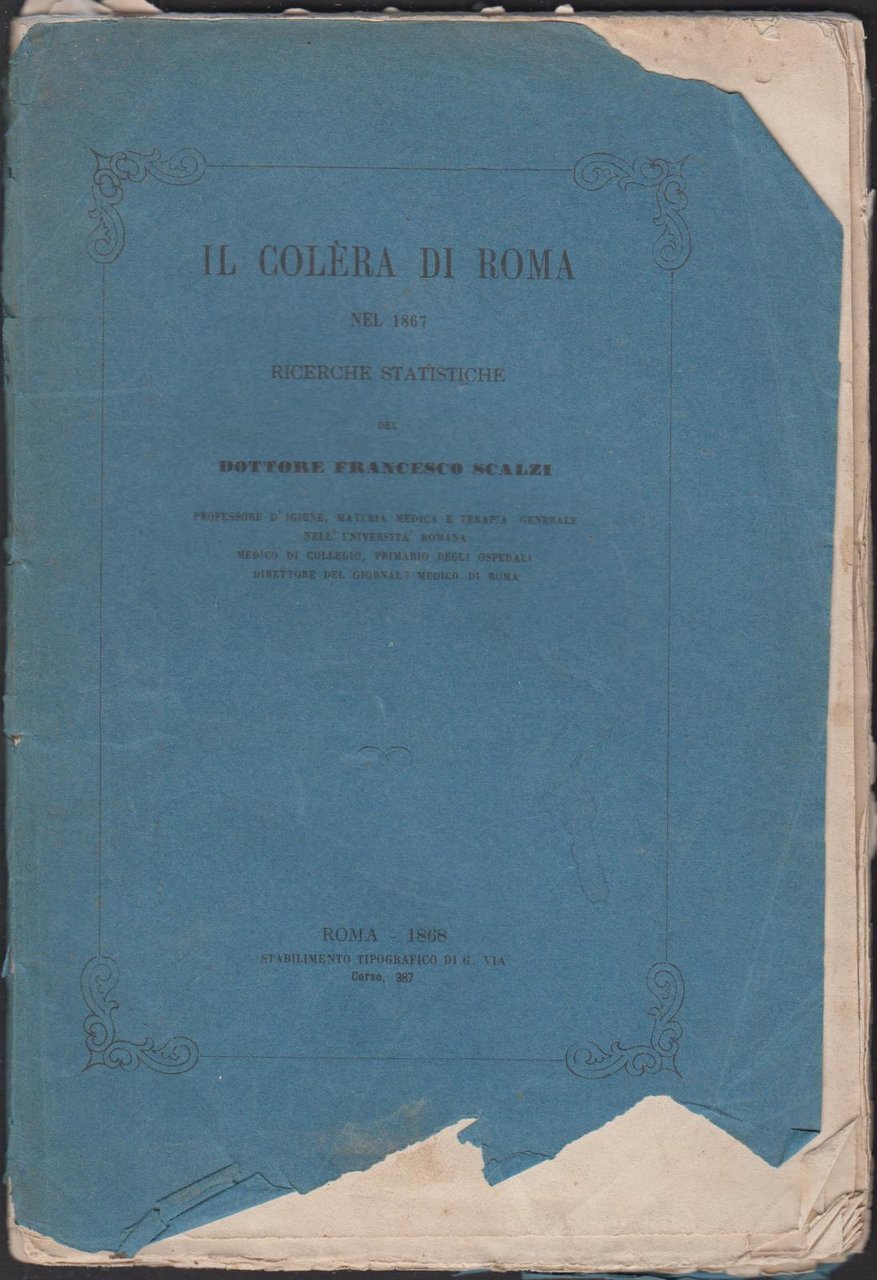 IL COLÈRA DI ROMA
NEL 1867
RICERCHE STATISTICHE
DEL
DOTTORE FRANCESCO SCALZI
PROFESSORE D'IGIENE, MATERIA MEDICA E TERAPIA GENERALE
NELL'UNIVERSITA' ROMANA
MEDICO DI COLLEGIO, PRIMARIO DEGLI OSPEDALI
DIRETTORE DEL GIORNALE MEDICO DI ROMA
ROMA - 1868
STABILIMENTO TIPOGRAFICO DI G. VIA
Corso, 387